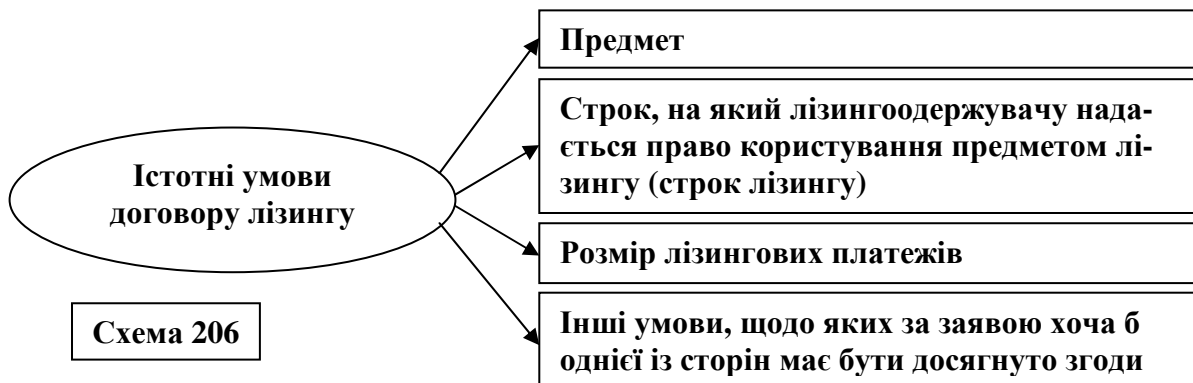 Предмет
Строк, на який лізингоодержувачу нада-
ється право користування предметом лі-
зингу (строк лізингу)
Істотні умови
договору лізингу
Розмір лізингових платежів
Інші умови, щодо яких за заявою хоча б
однієї із сторін має бути досягнуто згоди
Схема 206